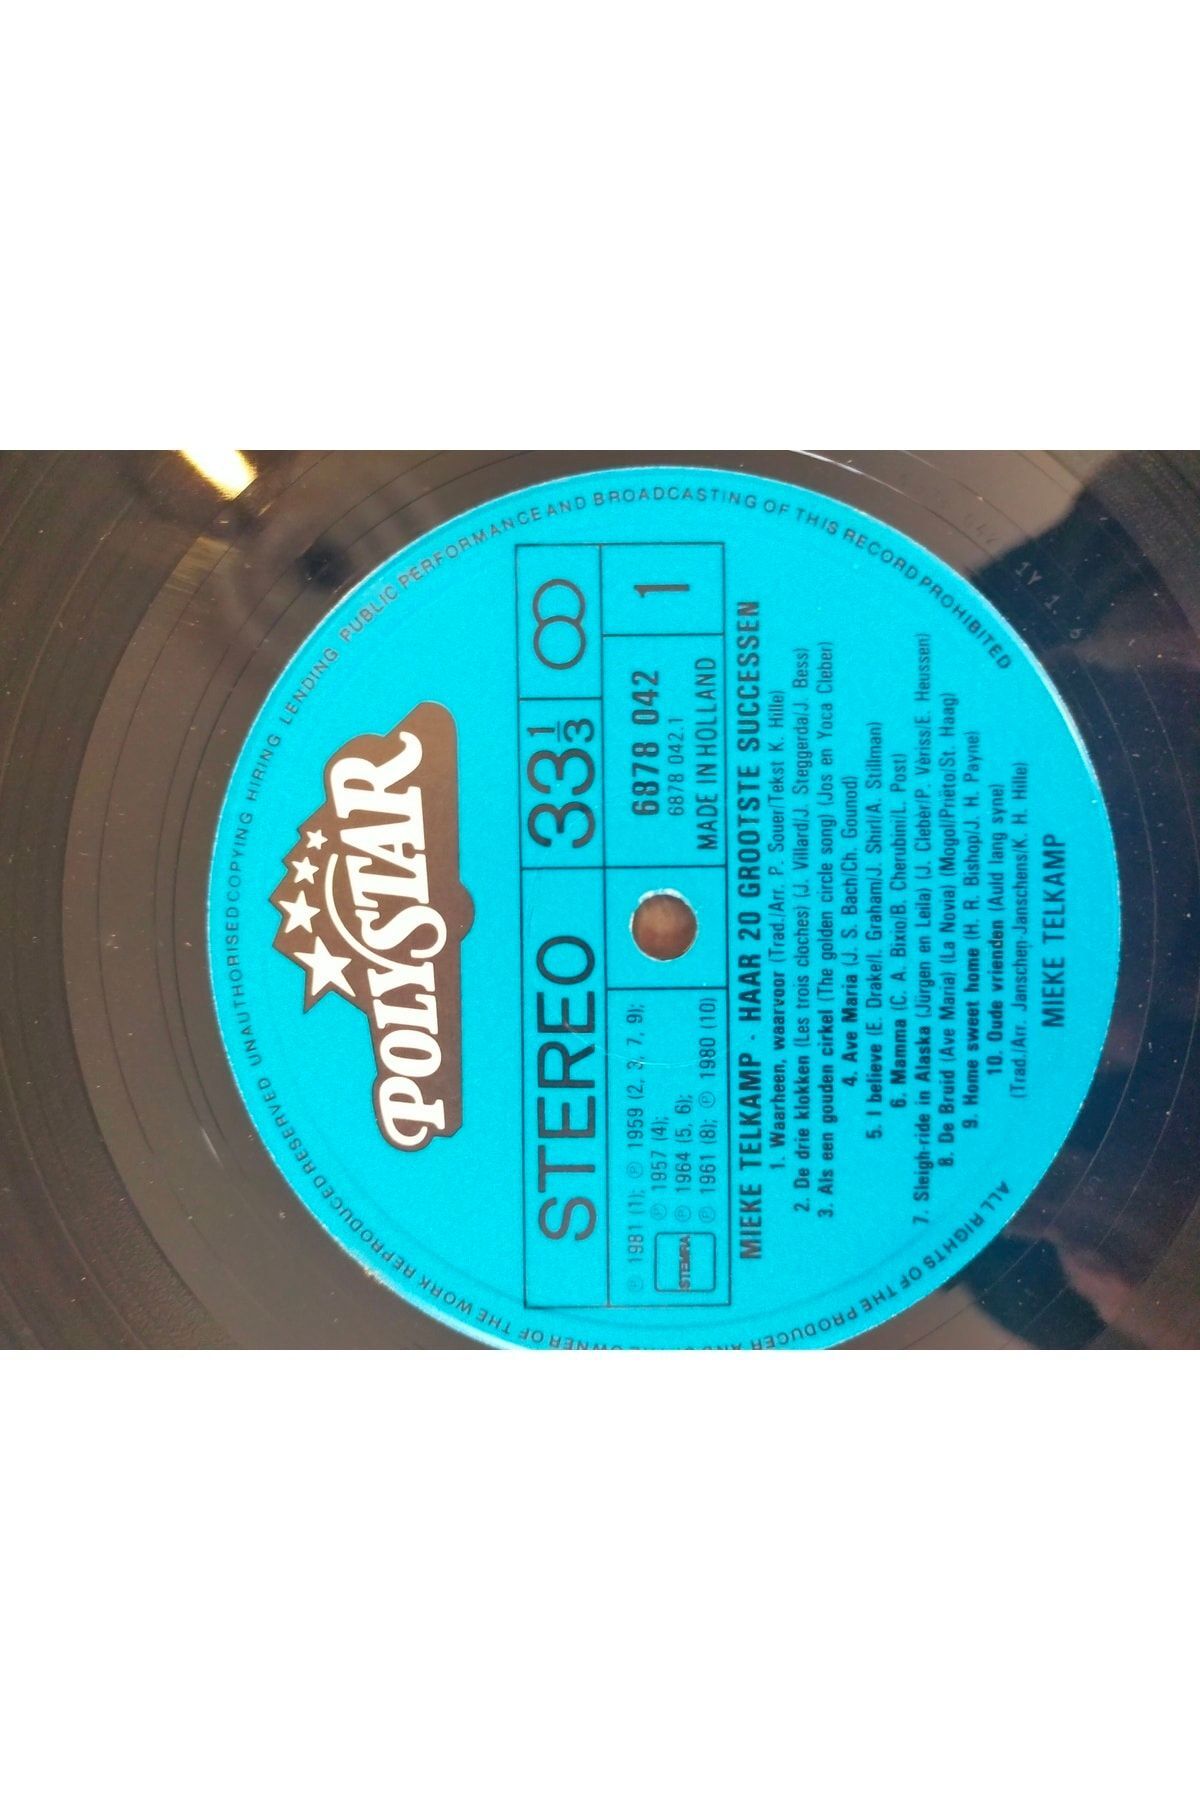 POLYSTAR
STEREO 33 1/3
℗ 1981 (1); ℗ 1959 (2, 3, 7, 9);
℗ 1957 (4);
℗ 1964 (5, 6);
℗ 1961 (8); ℗ 1980 (10)
STEMRA
6878 042
6878 042.1
MADE IN HOLLAND
1
MIEKE TELKAMP · HAAR 20 GROOTSTE SUCCESSEN
1. Waarheen, waarvoor (Trad./Arr. P. Souer/Tekst K. Hille)
2. De drie klokken (Les trois cloches) (J. Villard/J. Steggerda/J. Bess)
3. Als een gouden cirkel (The golden circle song) (Jos en Yoca Cleber)
4. Ave Maria (J. S. Bach/Ch. Gounod)
5. I believe (E. Drake/I. Graham/J. Shirl/A. Stillman)
6. Mamma (C. A. Bixio/B. Cherubini/L. Post)
7. Sleigh-ride in Alaska (Jürgen en Leila) (J. Cleber/P. Vèriss/E. Heussen)
8. De Bruid (Ave Maria) (La Novia) (Mogol/Prieto/St. Haag)
9. Home sweet home (H. R. Bishop/J. H. Payne)
10. Oude vrienden (Auld lang syne)
(Trad./Arr. Janschen-Janschens/K. H. Hille)
MIEKE TELKAMP
ALL RIGHTS OF THE PRODUCER AND OF THE OWNER OF THE WORK REPRODUCED RESERVED UNAUTHORISED COPYING HIRING LENDING PUBLIC PERFORMANCE AND BROADCASTING OF THIS RECORD PROHIBITED
1Y 1